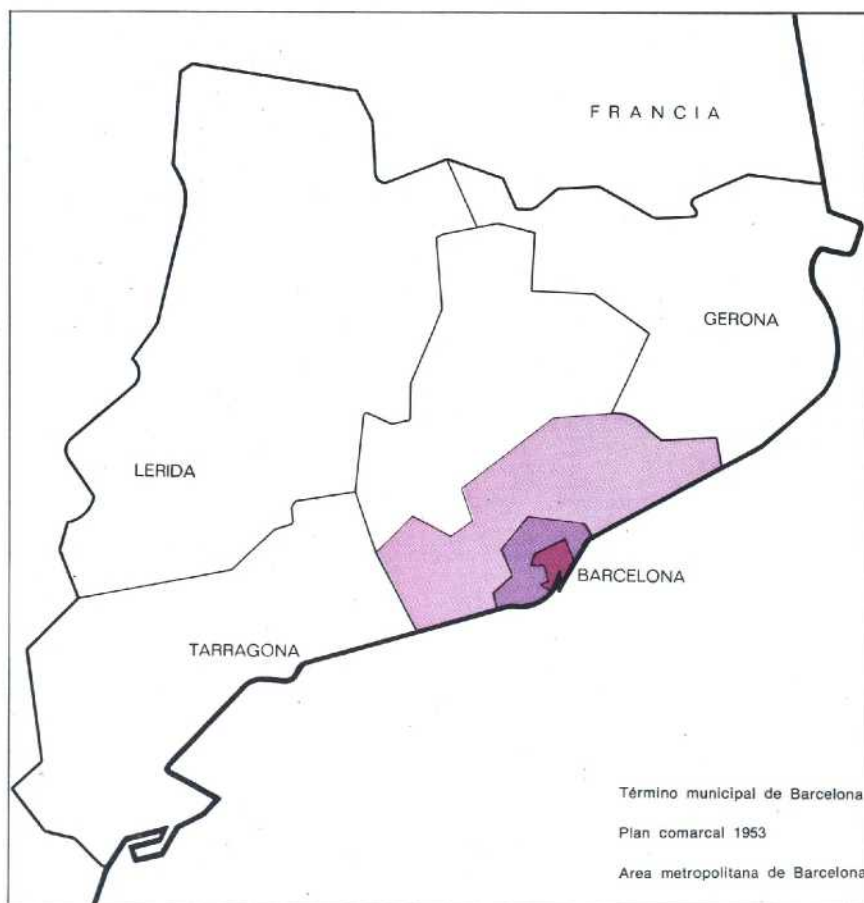 FRANCIA
GERONA
LERIDA
BARCELONA
TARRAGONA
Término municipal de Barcelona
Plan comarcal 1953
Area metropolitana de Barcelona